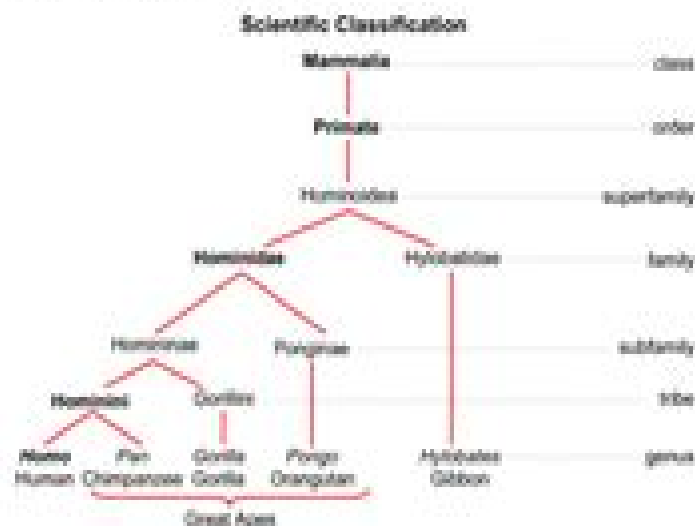 Scientific Classification
Mammalia class
Primate order
Hominoidea superfamily
Hominidae Hylobatidae family
Homininae Ponginae subfamily
Hominini Gorillini tribe
Homo Pan Gorilla Pongo Hylobates genus
Human Chimpanzee Gorilla Orangutan Gibbon
Great Apes